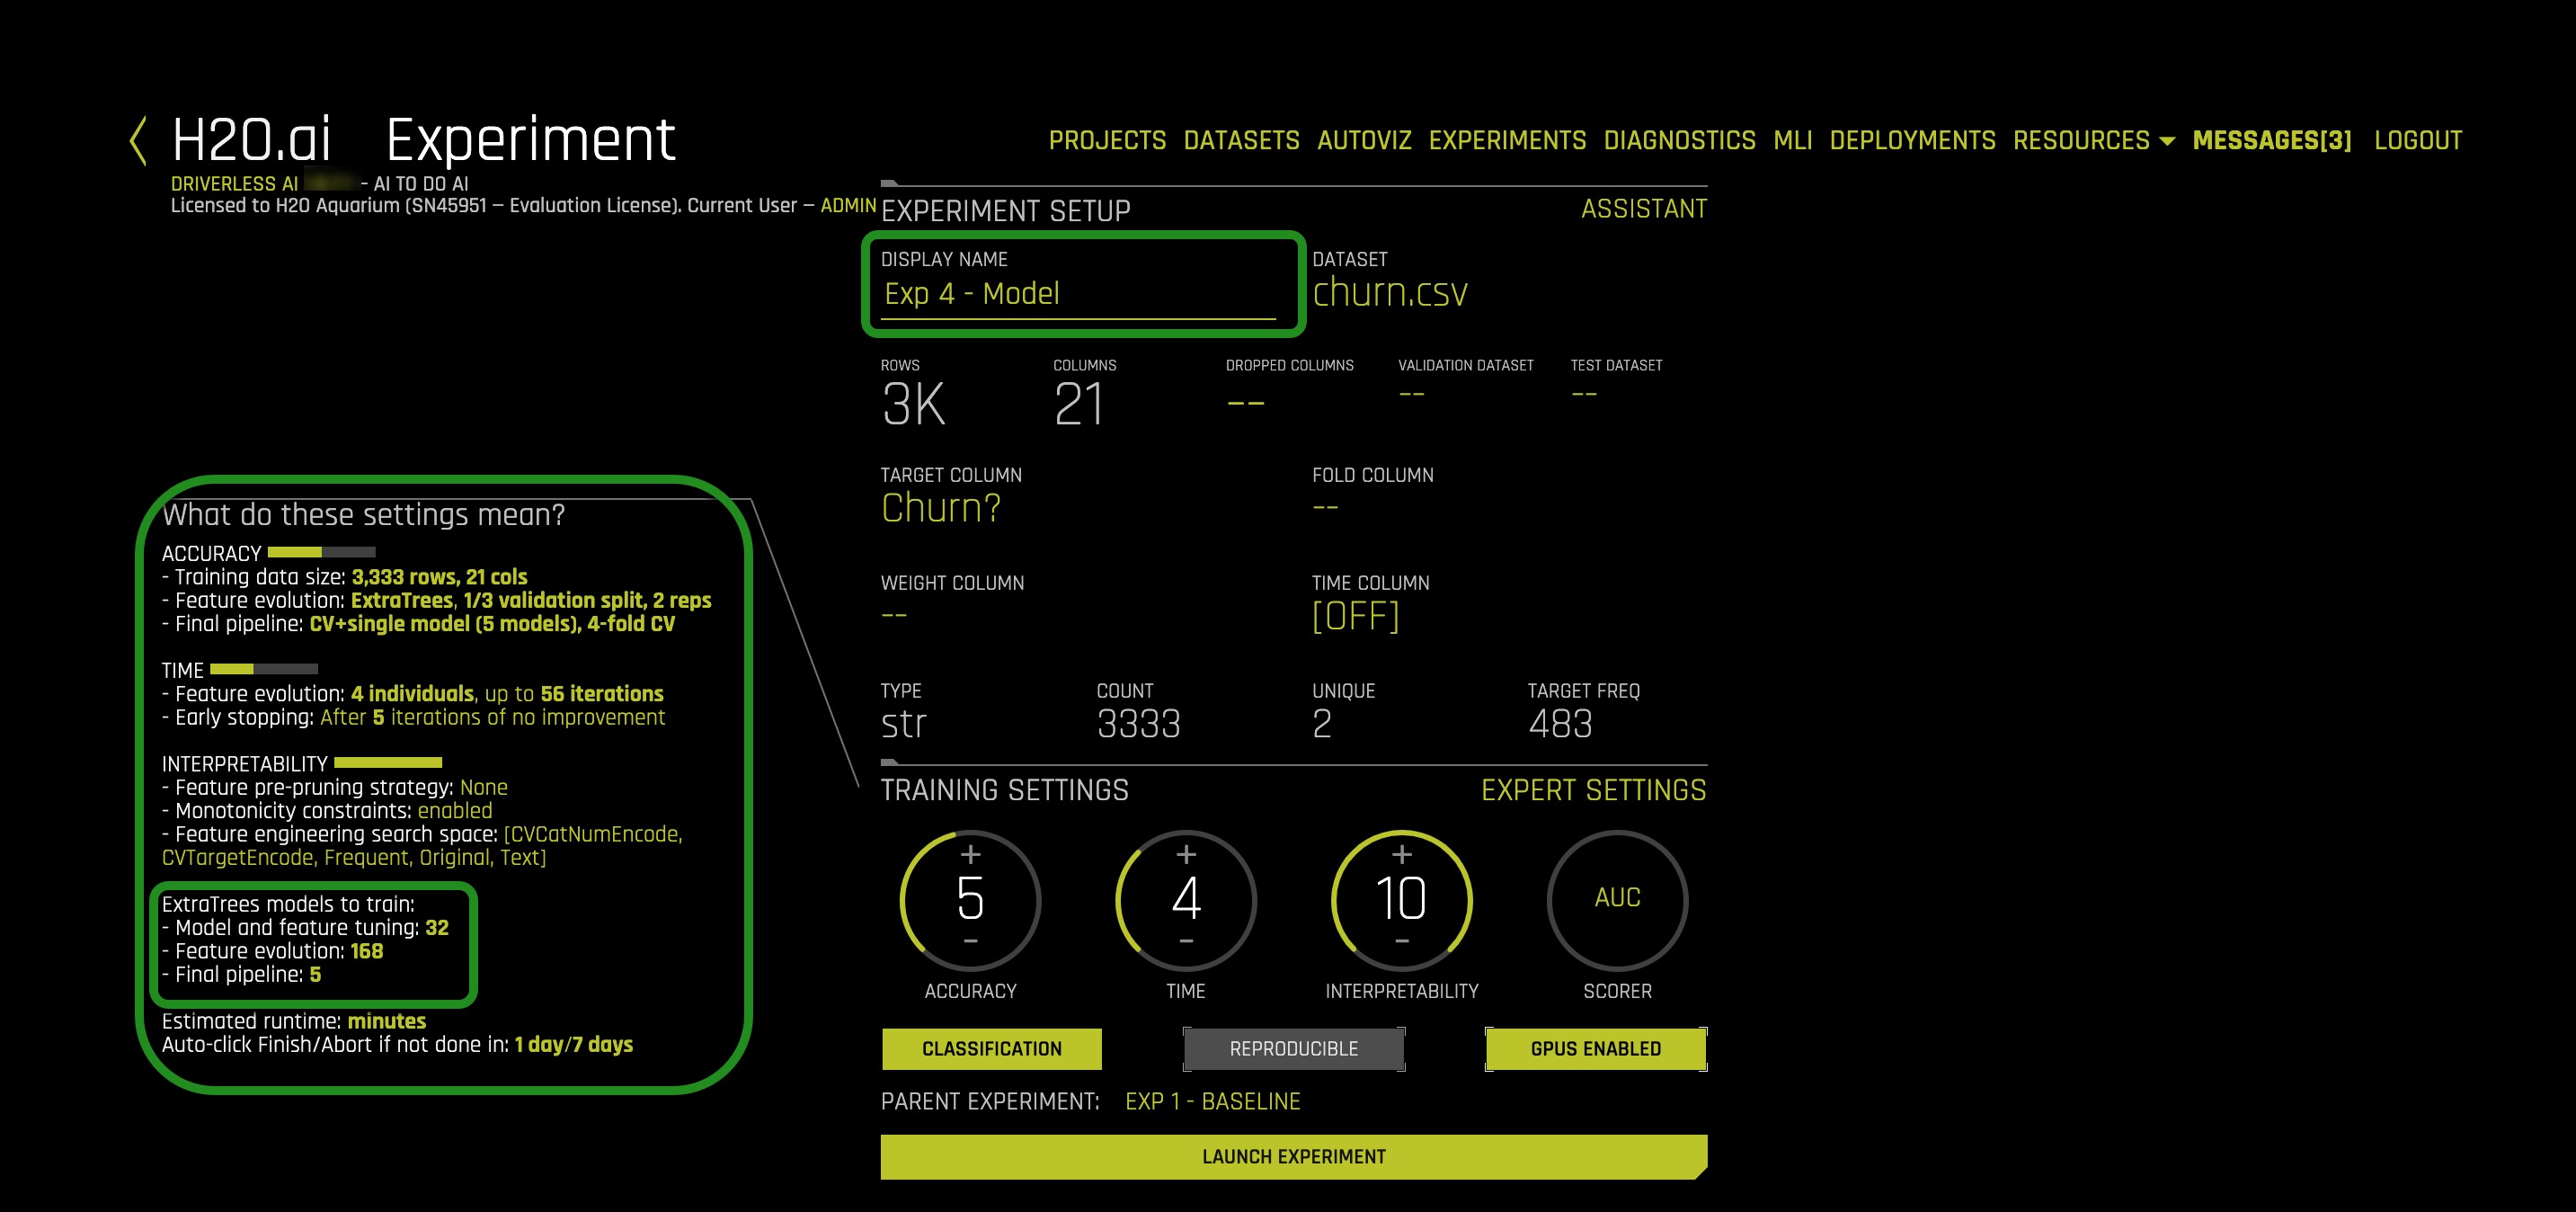 H2O.ai Experiment
PROJECTS DATASETS AUTOVIZ EXPERIMENTS DIAGNOSTICS MLI DEPLOYMENTS RESOURCES MESSAGES[3] LOGOUT
DRIVERLESS AI - AI TO DO AI
Licensed to H2O Aquarium (SN45951 — Evaluation License). Current User — ADMIN
EXPERIMENT SETUP ASSISTANT
DISPLAY NAME DATASET
Exp 4 - Model churn.csv
ROWS COLUMNS DROPPED COLUMNS VALIDATION DATASET TEST DATASET
3K 21 -- -- --
TARGET COLUMN FOLD COLUMN
Churn? --
WEIGHT COLUMN TIME COLUMN
-- [OFF]
TYPE COUNT UNIQUE TARGET FREQ
str 3333 2 483
What do these settings mean?
ACCURACY
- Training data size: 3,333 rows, 21 cols
- Feature evolution: ExtraTrees, 1/3 validation split, 2 reps
- Final pipeline: CV+single model (5 models), 4-fold CV
TIME
- Feature evolution: 4 individuals, up to 56 iterations
- Early stopping: After 5 iterations of no improvement
INTERPRETABILITY
- Feature pre-pruning strategy: None
- Monotonicity constraints: enabled
- Feature engineering search space: [CVCatNumEncode,
CVTargetEncode, Frequent, Original, Text]
ExtraTrees models to train:
- Model and feature tuning: 32
- Feature evolution: 168
- Final pipeline: 5
Estimated runtime: minutes
Auto-click Finish/Abort if not done in: 1 day/7 days
TRAINING SETTINGS EXPERT SETTINGS
+ + +
5 4 10 AUC
- - -
ACCURACY TIME INTERPRETABILITY SCORER
CLASSIFICATION REPRODUCIBLE GPUS ENABLED
PARENT EXPERIMENT: EXP 1 - BASELINE
LAUNCH EXPERIMENT